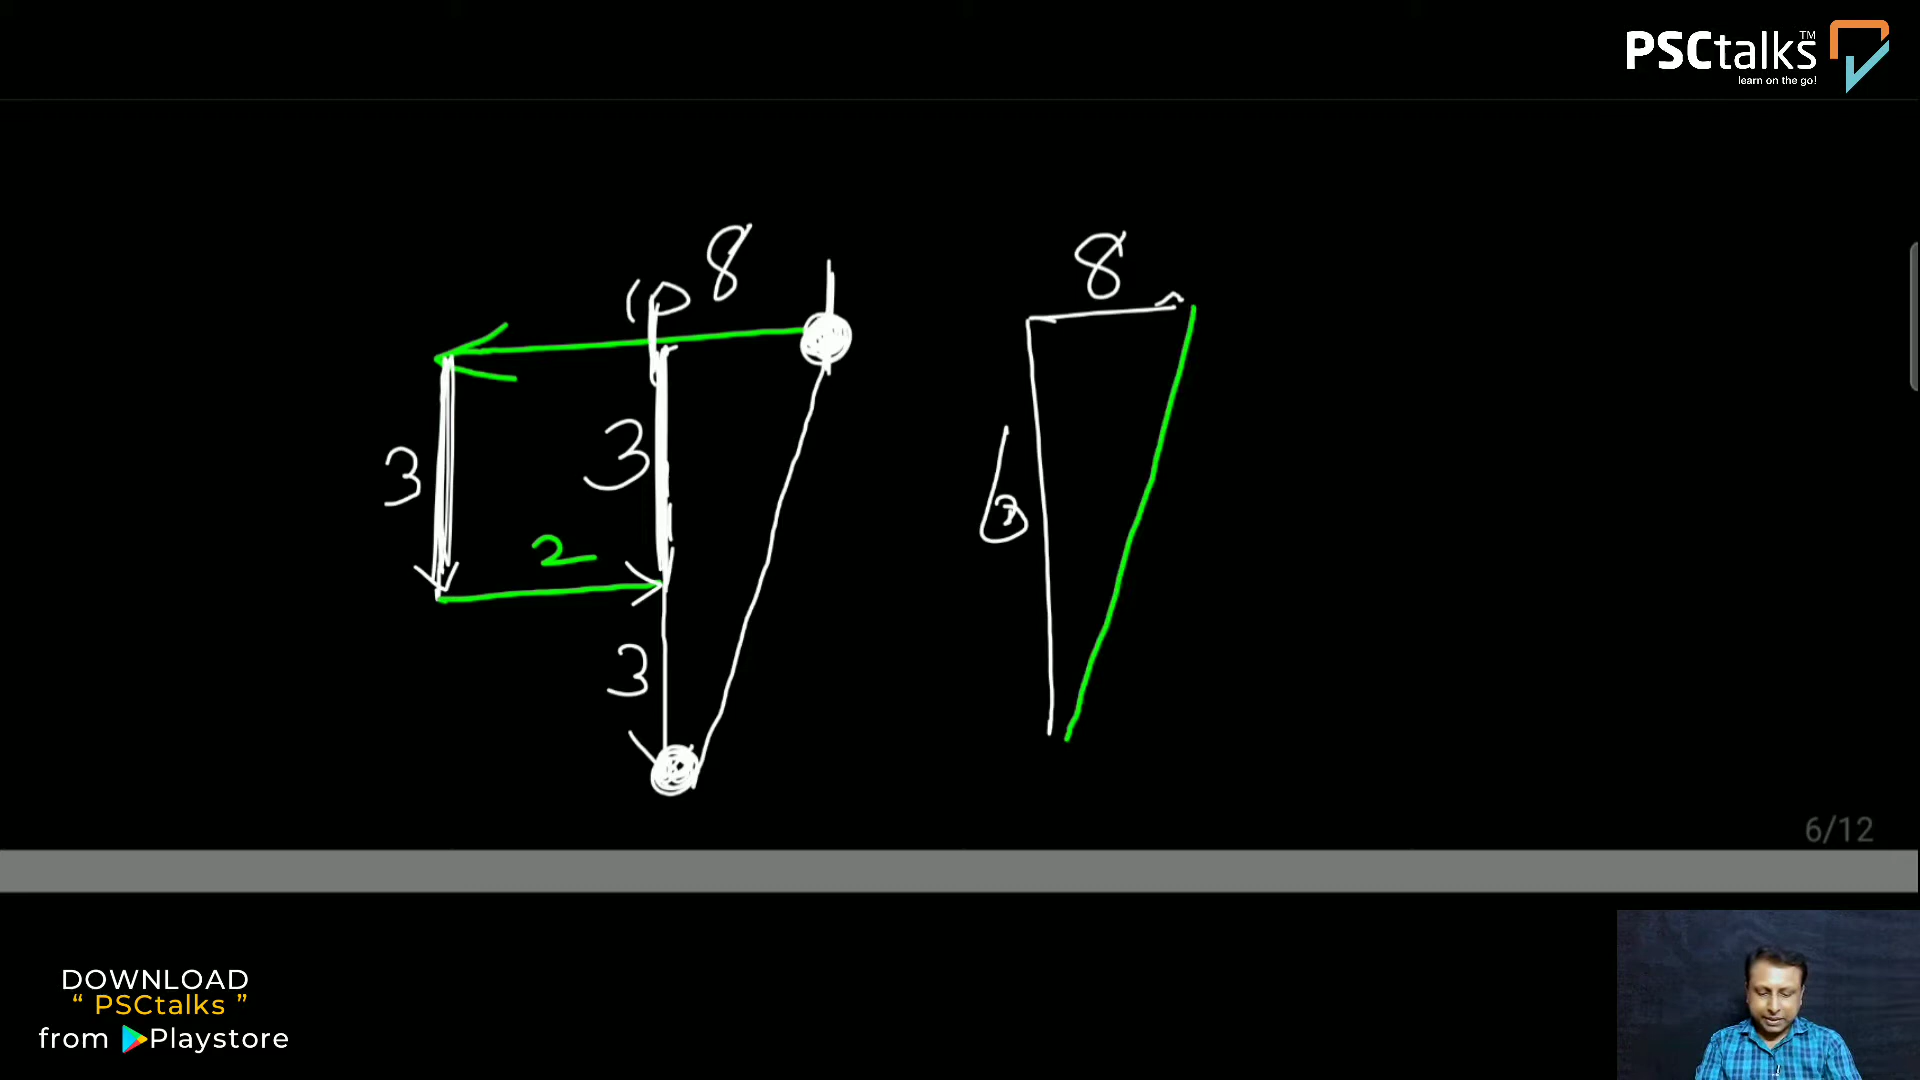 PSCtalks™
learn on the go!
8
10
3
3
2
3
8
6
6/12
DOWNLOAD
“ PSCtalks ”
from Playstore